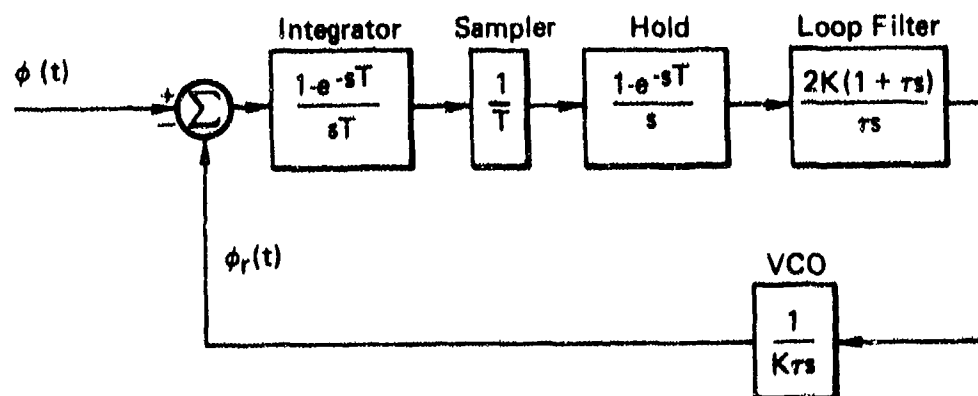 Integrator
Sampler
Hold
Loop Filter
ϕ (t)
+
−
Σ
1-e^{-sT}
sT
1
T
1-e^{-sT}
s
2K(1 + τs)
τs
ϕ_r(t)
VCO
1
Kτs